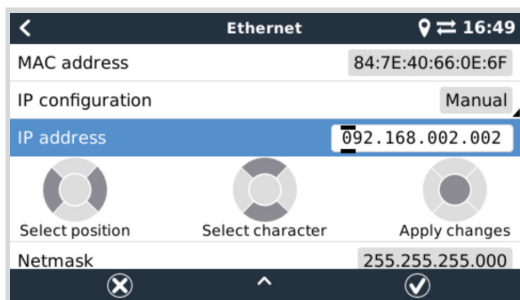 Ethernet 16:49
MAC address 84:7E:40:66:0E:6F
IP configuration Manual
IP address 092.168.002.002
Select position Select character Apply changes
Netmask 255.255.255.000